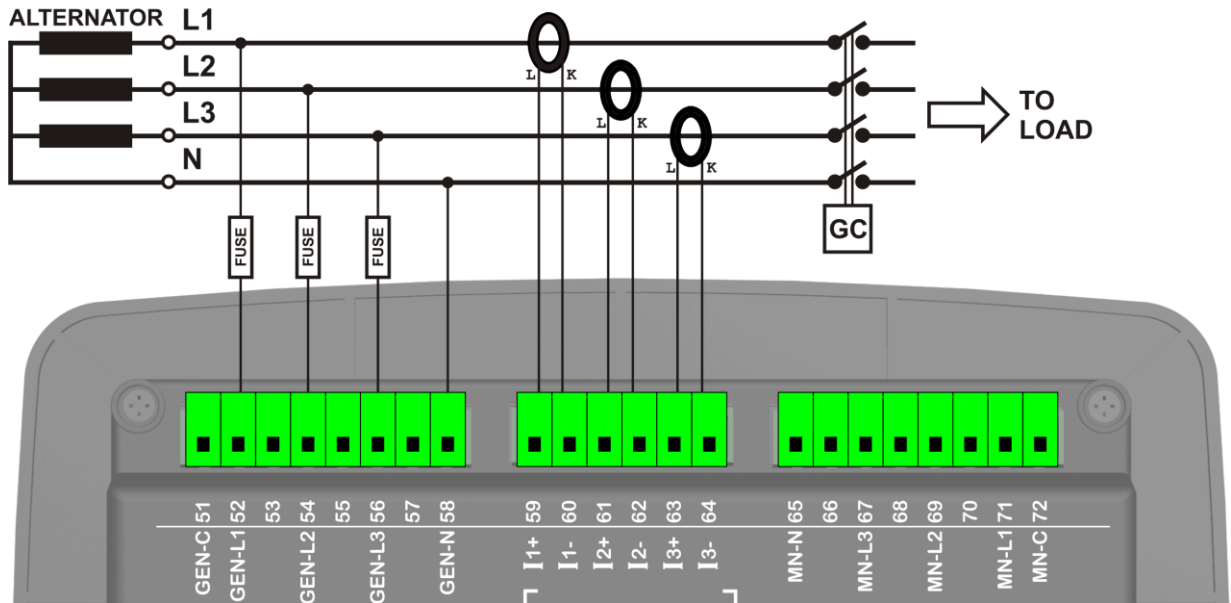 ALTERNATOR
L1
L2
L3
N
L K
L K
L K
TO
LOAD
GC
FUSE
FUSE
FUSE
GEN-C 51
GEN-L1 52
53
GEN-L2 54
55
GEN-L3 56
57
GEN-N 58
I1+ 59
I1- 60
I2+ 61
I2- 62
I3+ 63
I3- 64
MN-N 65
66
MN-L3 67
68
MN-L2 69
70
MN-L1 71
MN-C 72